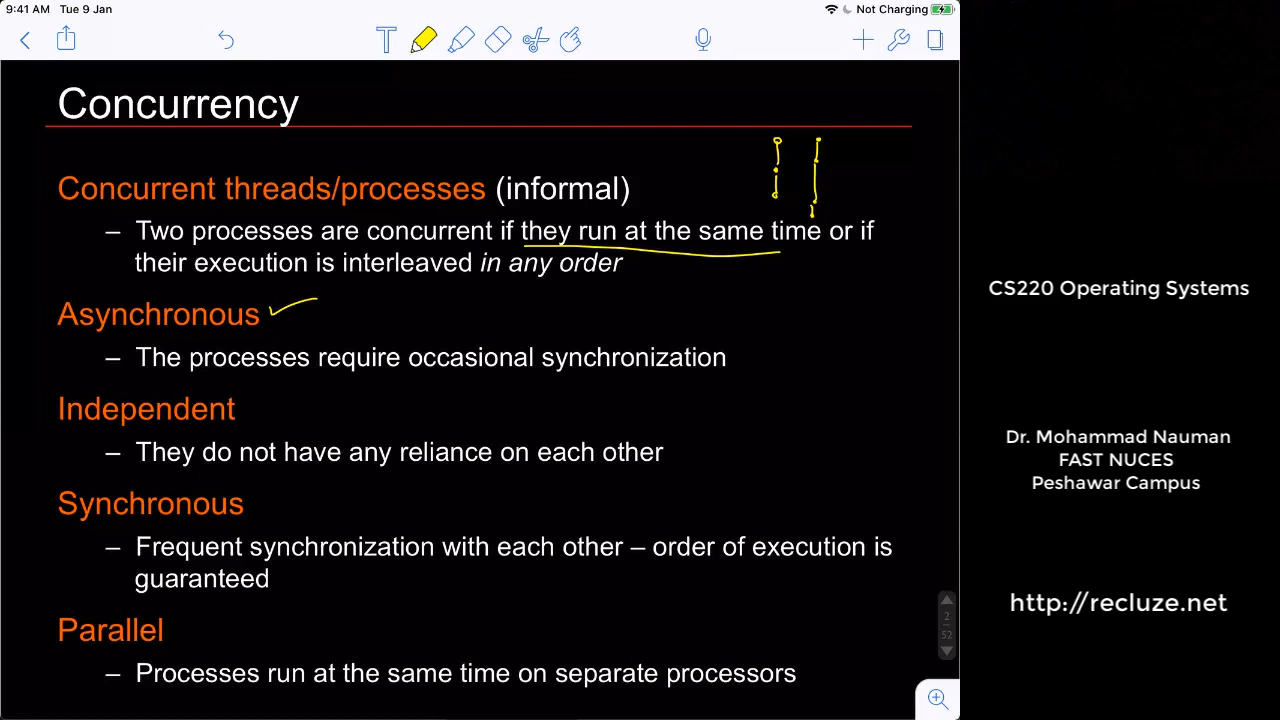 9:41 AM Tue 9 Jan
Not Charging
T
Concurrency
Concurrent threads/processes (informal)
– Two processes are concurrent if they run at the same time or if
their execution is interleaved in any order
Asynchronous
– The processes require occasional synchronization
Independent
– They do not have any reliance on each other
Synchronous
– Frequent synchronization with each other – order of execution is
guaranteed
Parallel
– Processes run at the same time on separate processors
2
52
CS220 Operating Systems
Dr. Mohammad Nauman
FAST NUCES
Peshawar Campus
http://recluze.net